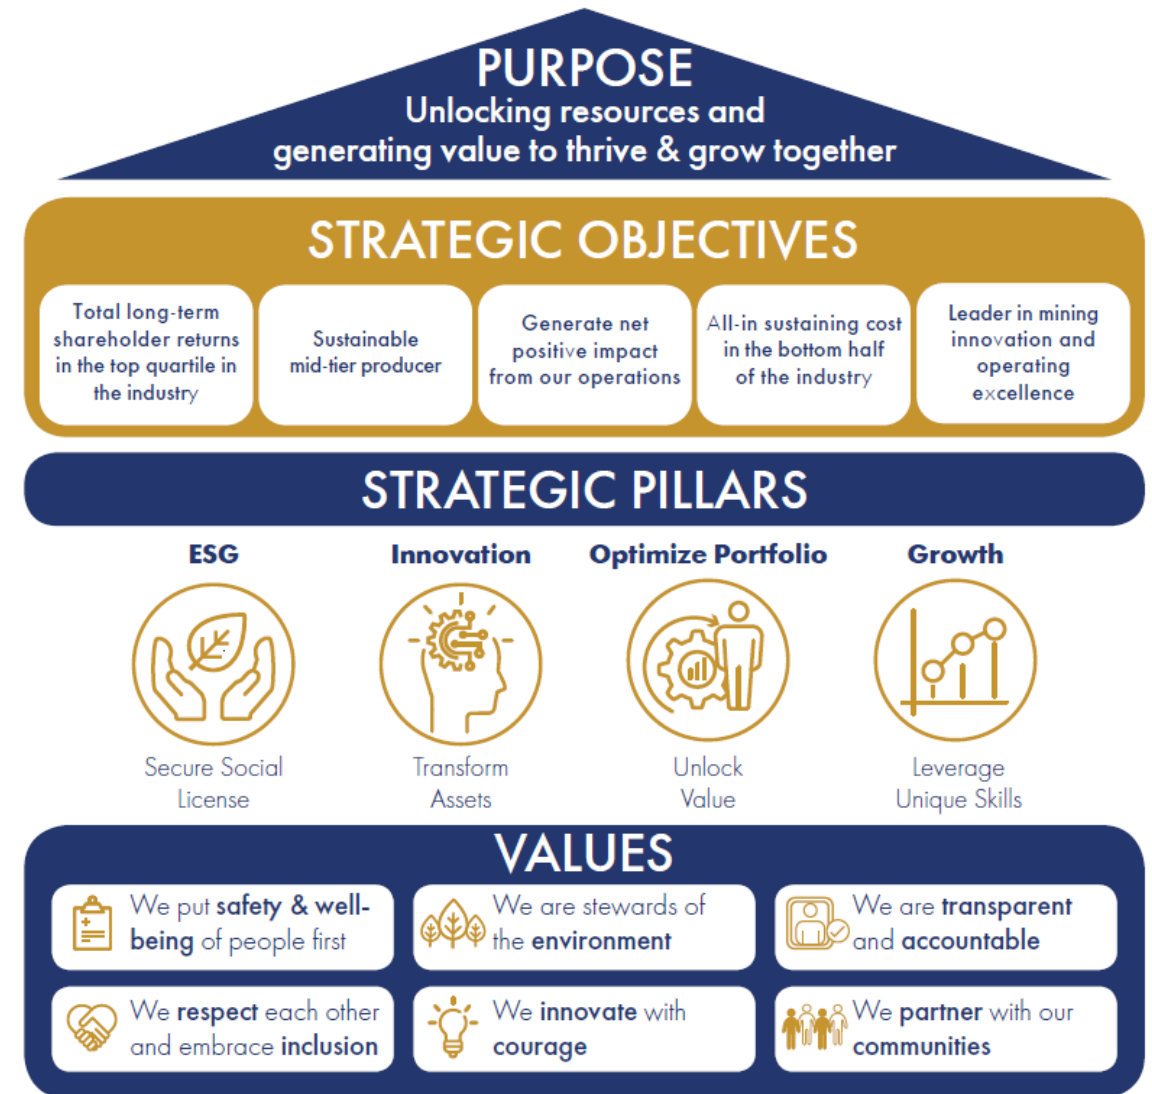 PURPOSE
Unlocking resources and
generating value to thrive & grow together
STRATEGIC OBJECTIVES
Total long-term
shareholder returns
in the top quartile in
the industry
Sustainable
mid-tier producer
Generate net
positive impact
from our operations
All-in sustaining cost
in the bottom half
of the industry
Leader in mining
innovation and
operating
excellence
STRATEGIC PILLARS
ESG
Secure Social
License
Innovation
Transform
Assets
Optimize Portfolio
Unlock
Value
Growth
Leverage
Unique Skills
VALUES
We put safety & well-
being of people first
We are stewards of
the environment
We are transparent
and accountable
We respect each other
and embrace inclusion
We innovate with
courage
We partner with our
communities